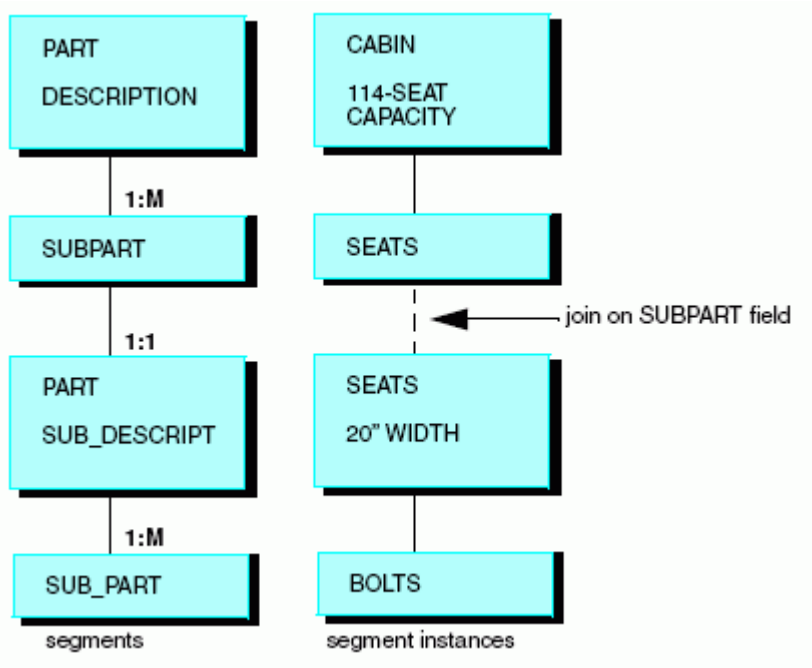 PART
DESCRIPTION
1:M
SUBPART
1:1
PART
SUB_DESCRIPT
1:M
SUB_PART
segments
CABIN
114-SEAT
CAPACITY
SEATS
join on SUBPART field
SEATS
20” WIDTH
BOLTS
segment instances